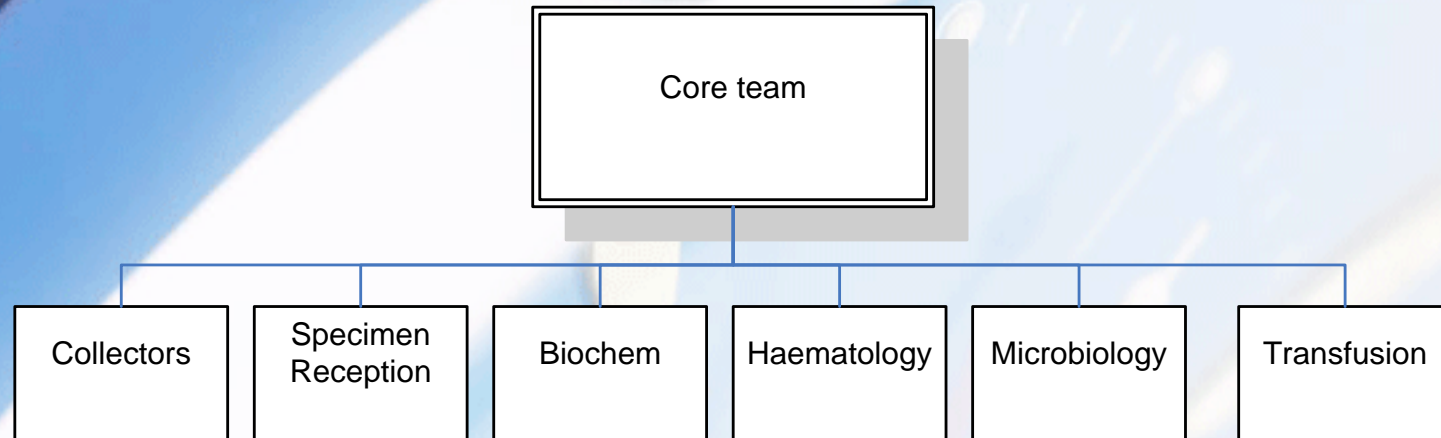 Core team
Collectors
Specimen
Reception
Biochem
Haematology
Microbiology
Transfusion